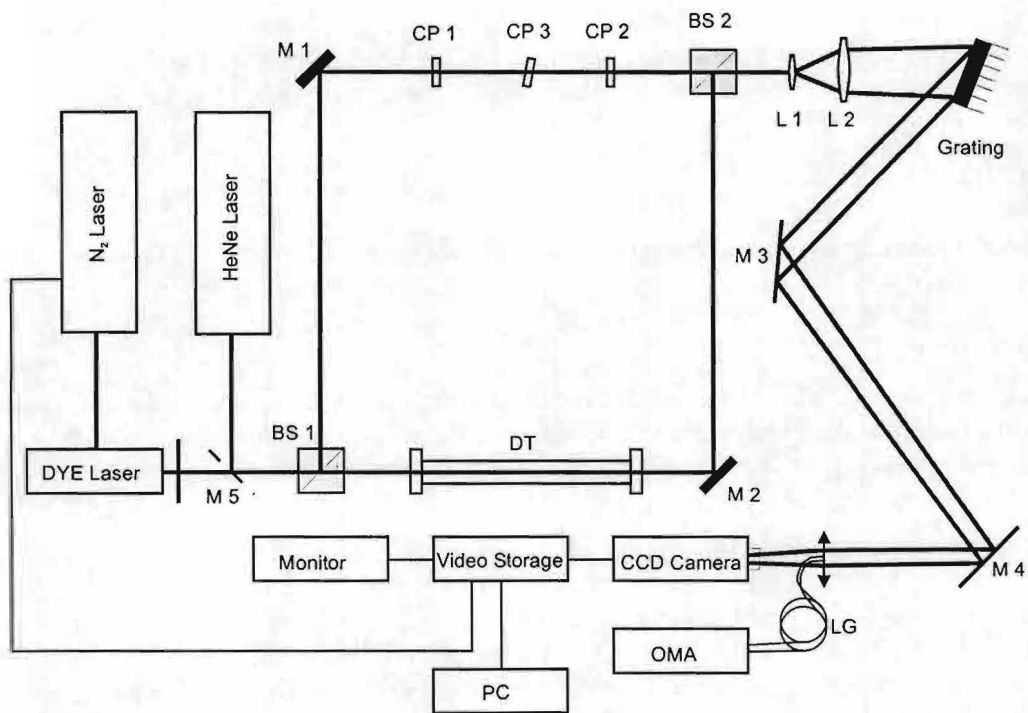 M 1
CP 1
CP 3
CP 2
BS 2
L 1
L 2
Grating
N₂ Laser
HeNe Laser
M 3
BS 1
DT
DYE Laser
M 5
M 2
Monitor
Video Storage
CCD Camera
M 4
LG
OMA
PC